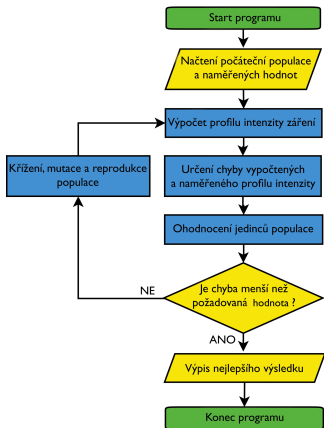 Start programu
Načtení počáteční populace
a naměřených hodnot
Výpočet profilu intenzity záření
Křížení, mutace a reprodukce
populace
Určení chyby vypočtených
a naměřeného profilu intenzity
Ohodnocení jedinců populace
Je chyba menší než
požadovaná hodnota ?
NE
ANO
Výpis nejlepšího výsledku
Konec programu